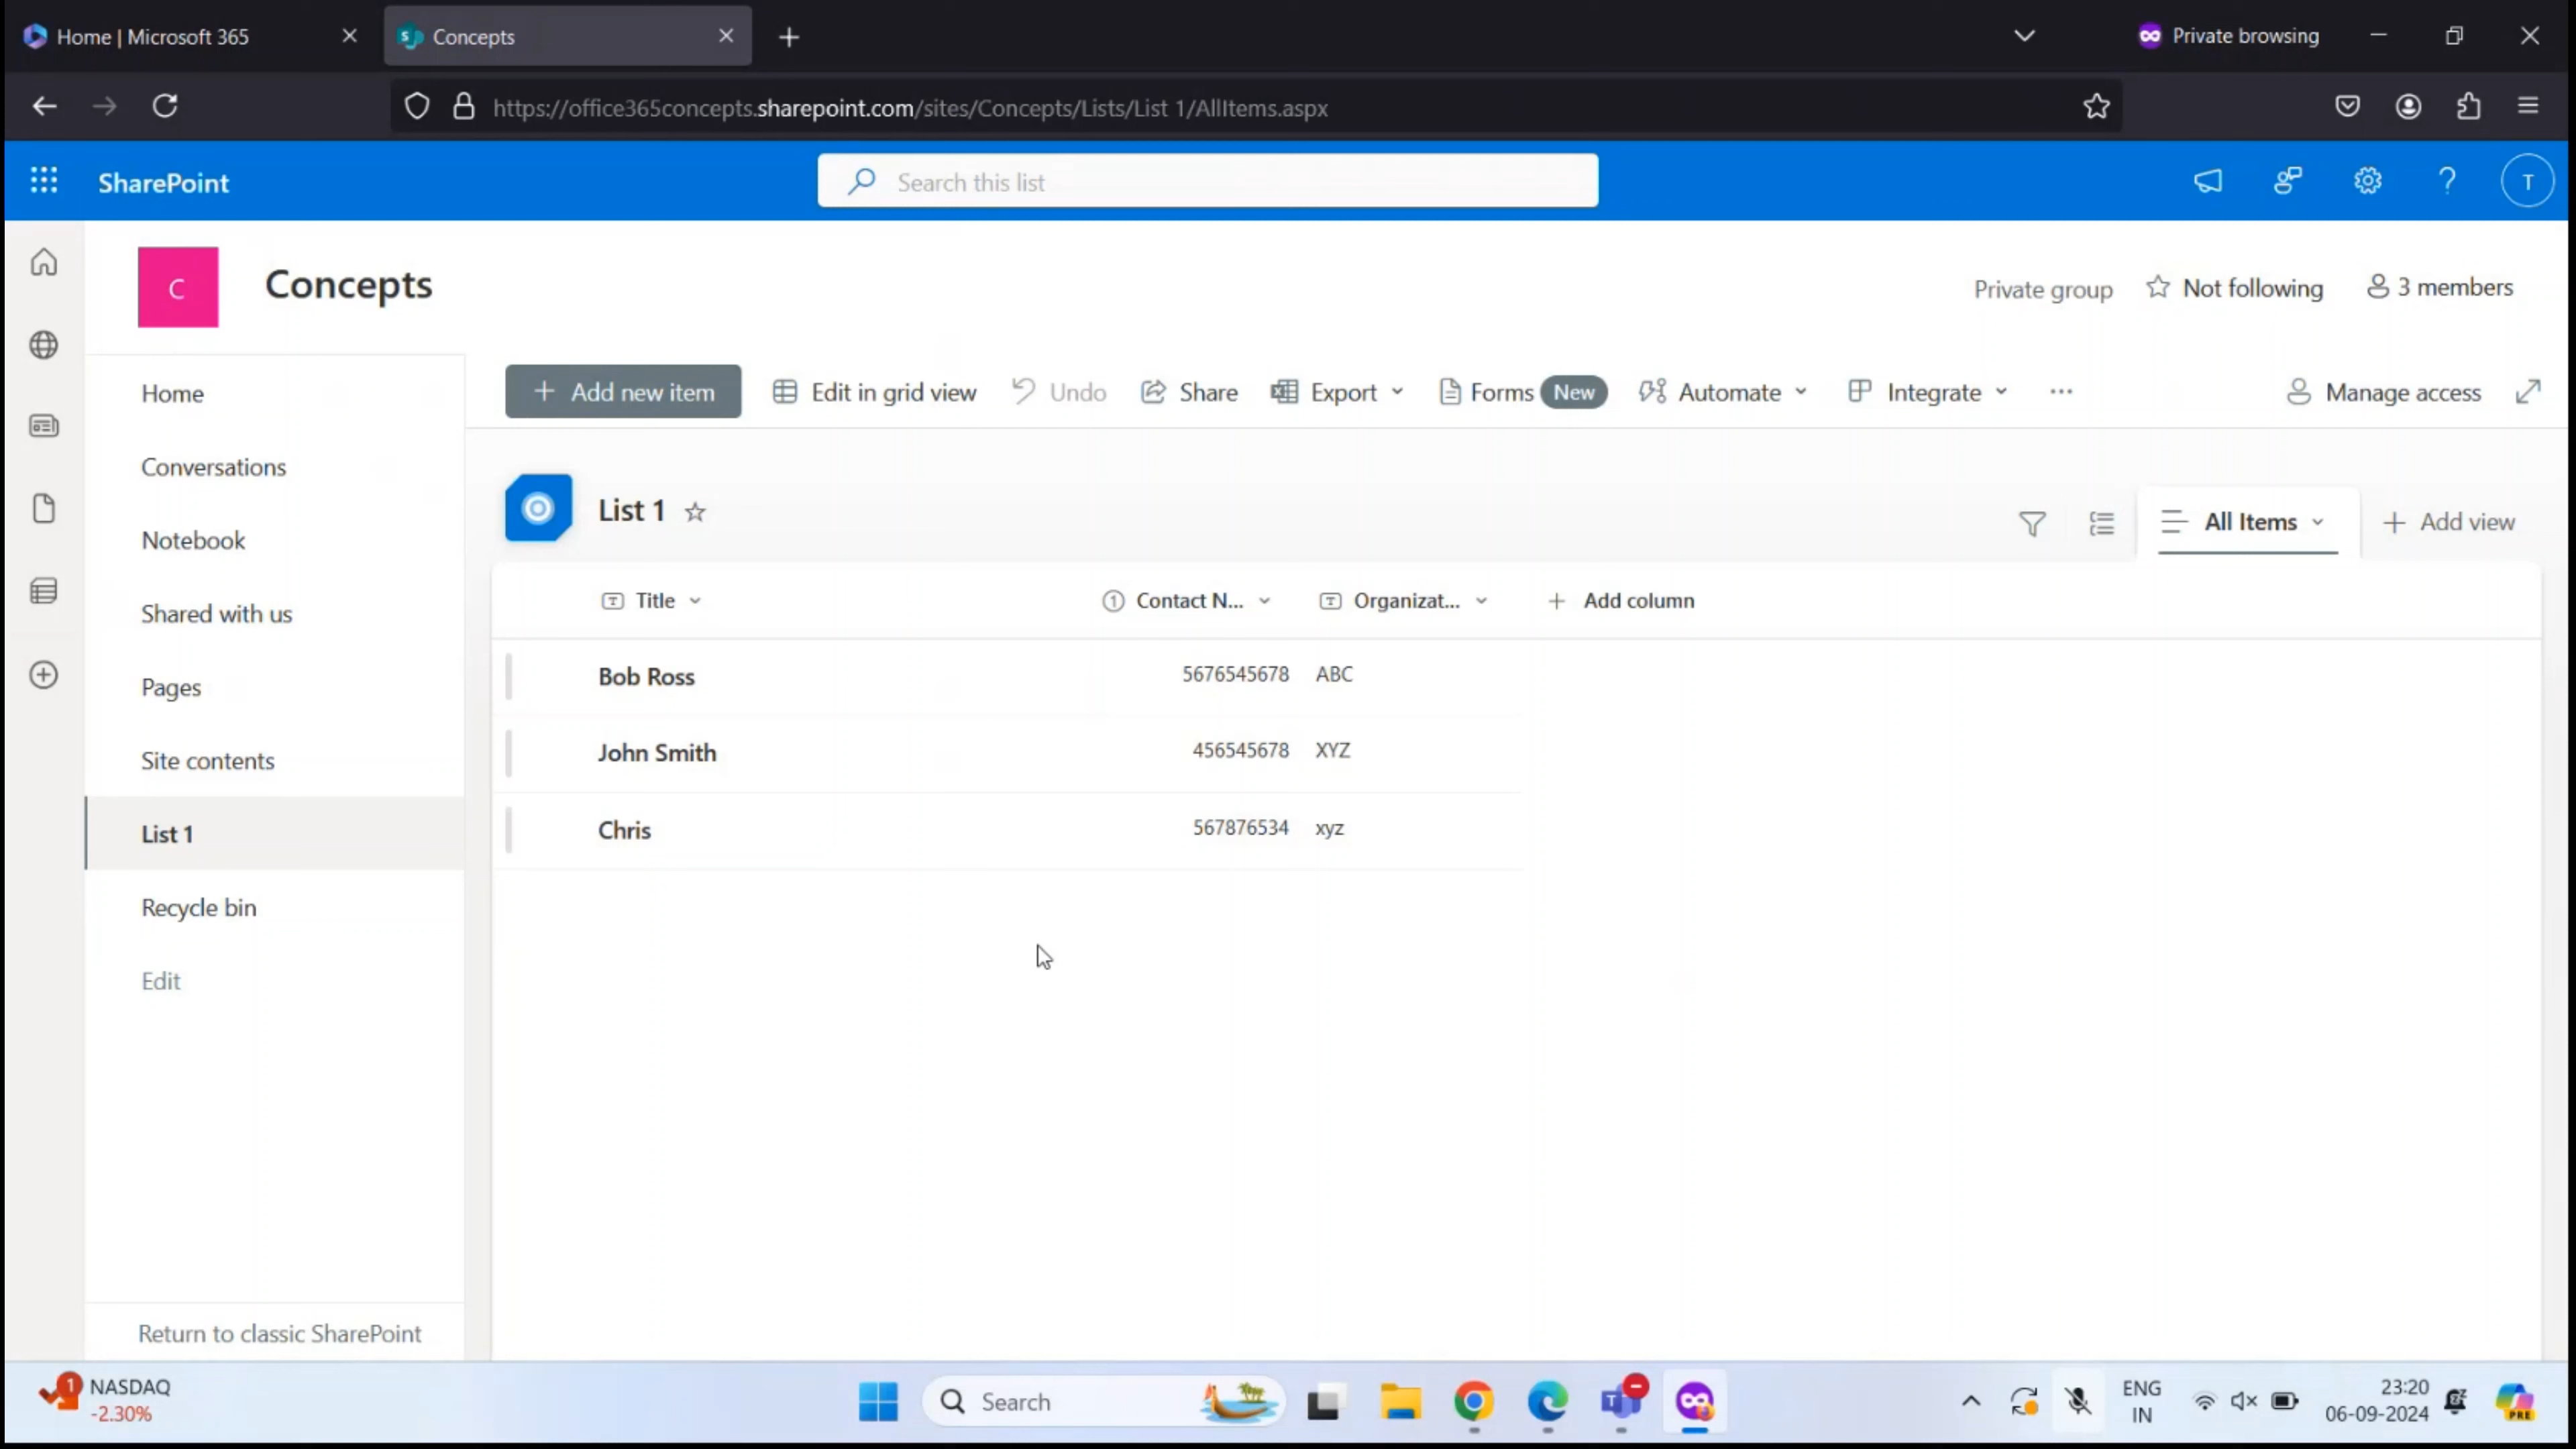 Home | Microsoft 365
Concepts
Private browsing
https://office365concepts.sharepoint.com/sites/Concepts/Lists/List 1/AllItems.aspx
SharePoint
Search this list
T
C
Concepts
Private group
Not following
3 members
Home
Conversations
Notebook
Shared with us
Pages
Site contents
List 1
Recycle bin
Edit
Return to classic SharePoint
Add new item
Edit in grid view
Undo
Share
Export
Forms New
Automate
Integrate
Manage access
List 1
All Items
Add view
Title
Contact N...
Organizat...
Add column
Bob Ross 5676545678 ABC
John Smith 456545678 XYZ
Chris 567876534 xyz
1
NASDAQ
-2.30%
Search
ENG
IN
23:20
06-09-2024
PRE